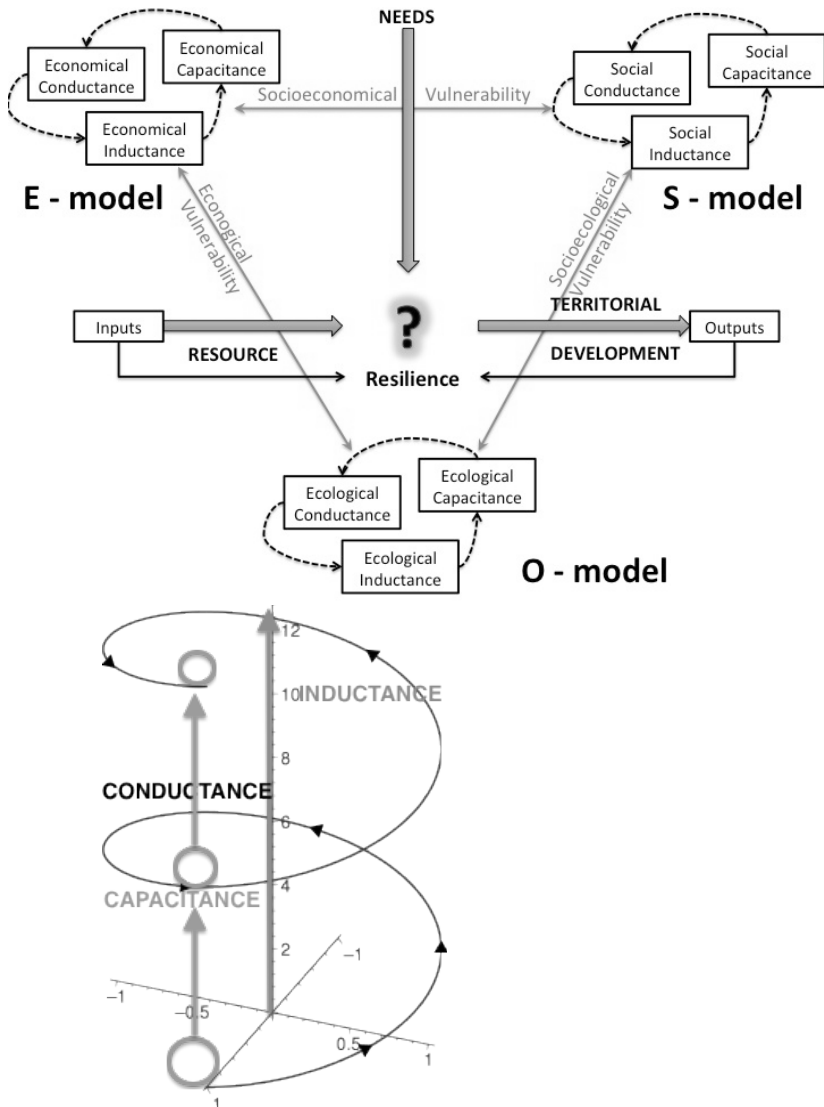 NEEDS
Economical
Capacitance
Economical
Conductance
Economical
Inductance
E - model
Socioeconomical Vulnerability
Social
Capacitance
Social
Conductance
Social
Inductance
S - model
Econogical
Vulnerability
Socioecological
Vulnerability
Inputs
RESOURCE
?
Resilience
TERRITORIAL
DEVELOPMENT
Outputs
Ecological
Capacitance
Ecological
Conductance
Ecological
Inductance
O - model
12
10
INDUCTANCE
8
CONDUCTANCE
6
4
CAPACITANCE
2
-1
-1
-0.5
0.5
1
1